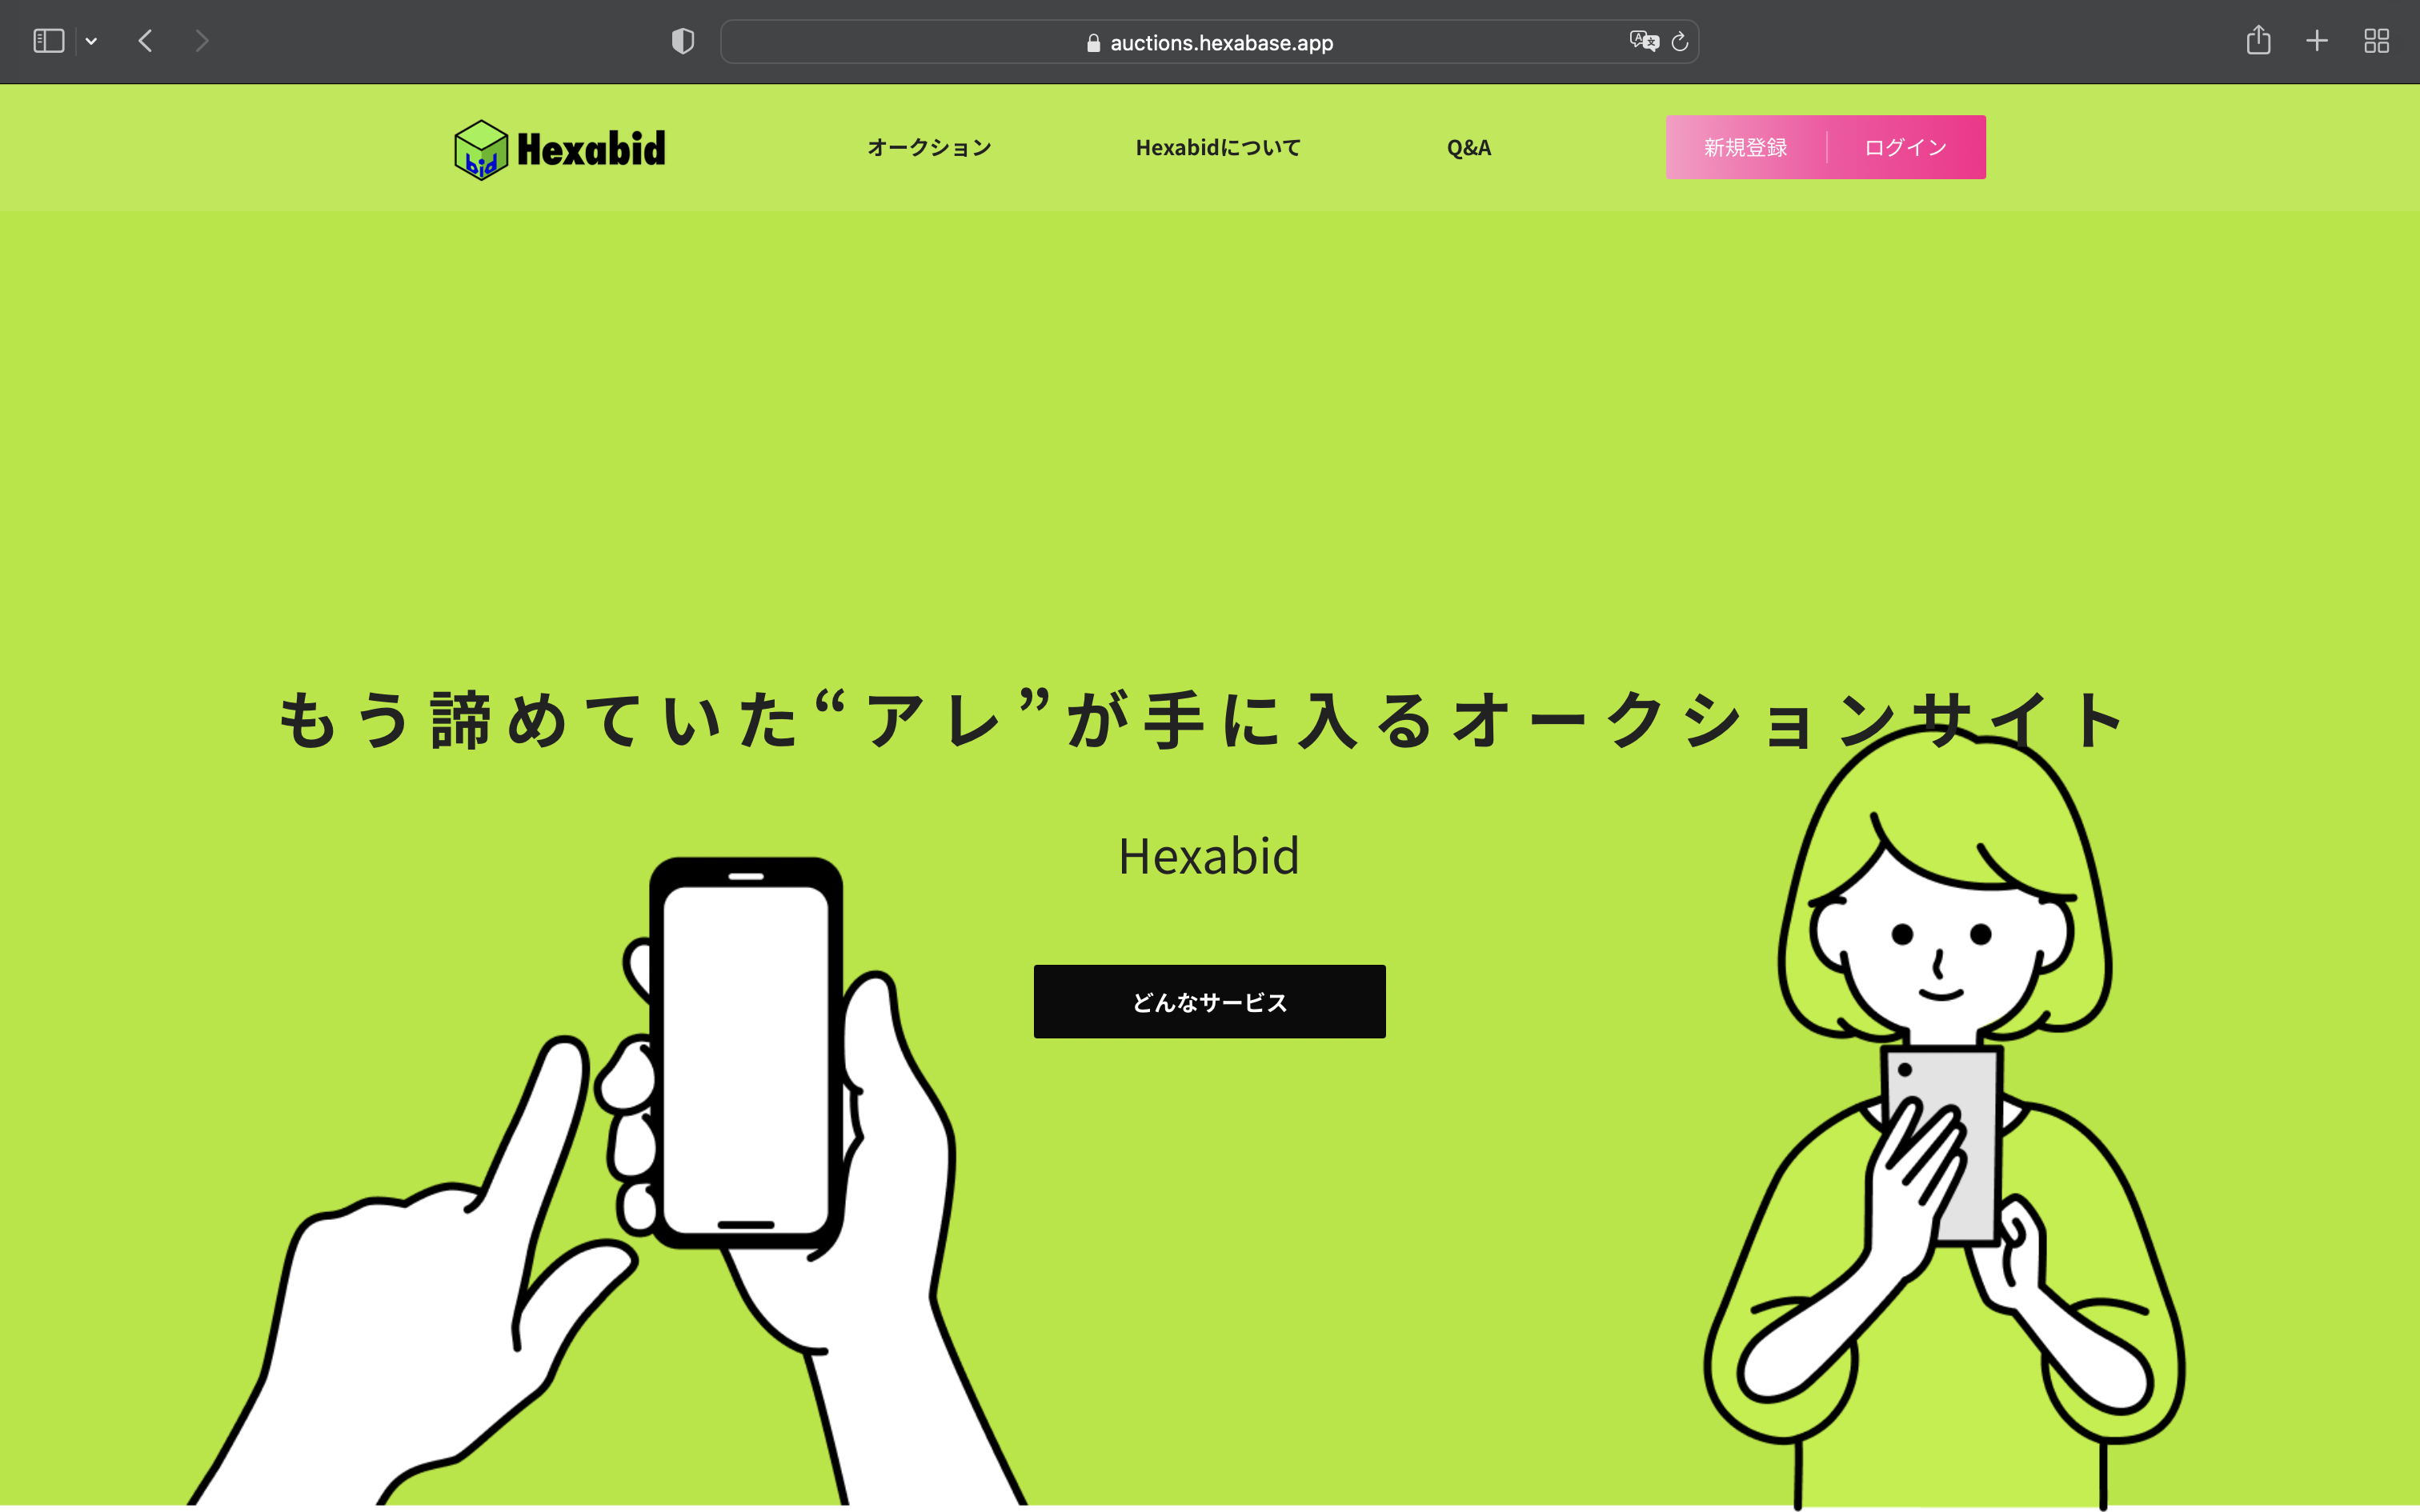 auctions.hexabase.app
bid Hexabid
オークション
Hexabidについて
Q&A
新規登録
ログイン
もう諦めていた“アレ”が手に入るオークションサイト
Hexabid
どんなサービス